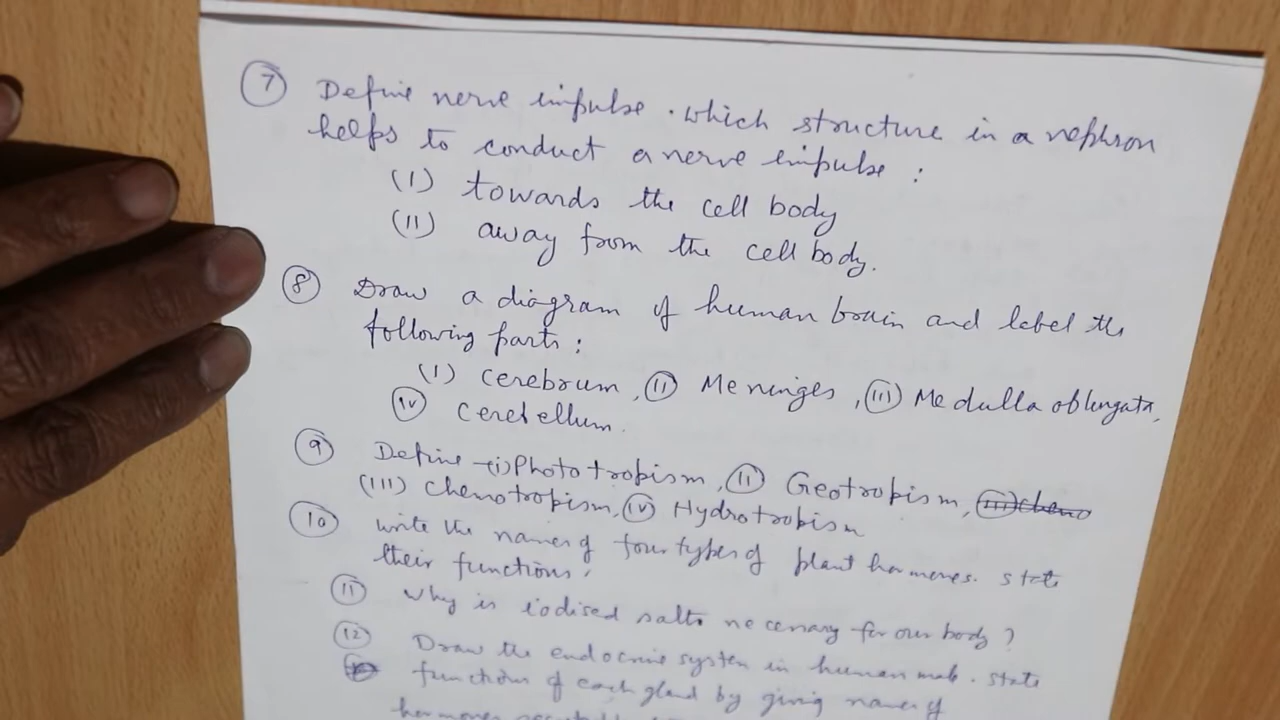 7 Define nerve impulse. which structure in a nephron
helps to conduct a nerve impulse :
(I) towards the cell body
(II) away from the cell body.
8 Draw a diagram of human brain and label the
following parts :
(I) cerebrum, (II) Meninges, (III) Medulla oblongata,
(IV) cerebellum.
9 Define -(i) Phototropism, (II) Geotropism, (iii) chemo
(III) chemotropism, (IV) Hydrotropism
10 write the names of four types of plant hormones. state
their functions.
11 why is iodised salts necessary for our body ?
12 Draw the endocrine system in human male. state
functions of each gland by giving names of
hormones